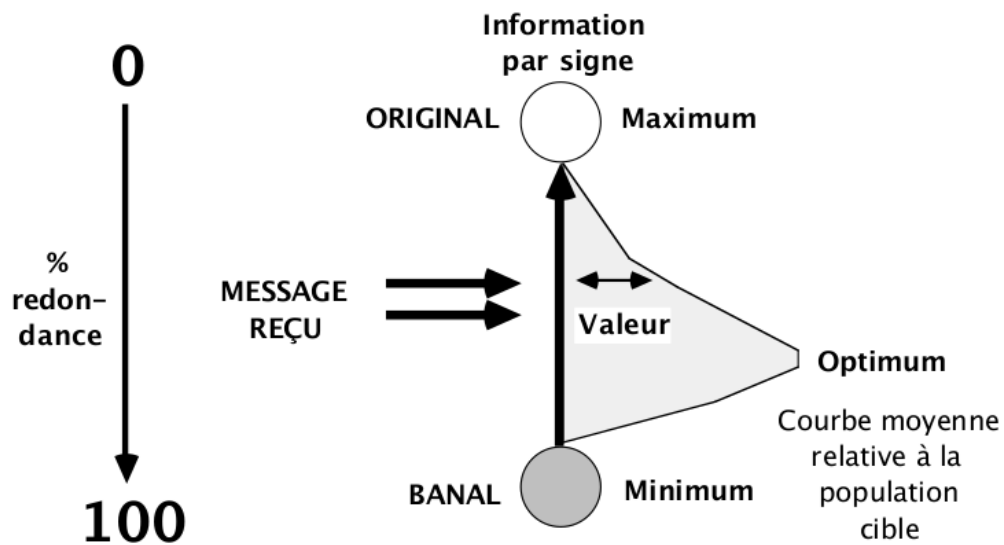 Information
par signe
0
ORIGINAL
Maximum
%
redon-
dance
MESSAGE
REÇU
Valeur
Optimum
Courbe moyenne
relative à la
population
cible
BANAL
Minimum
100